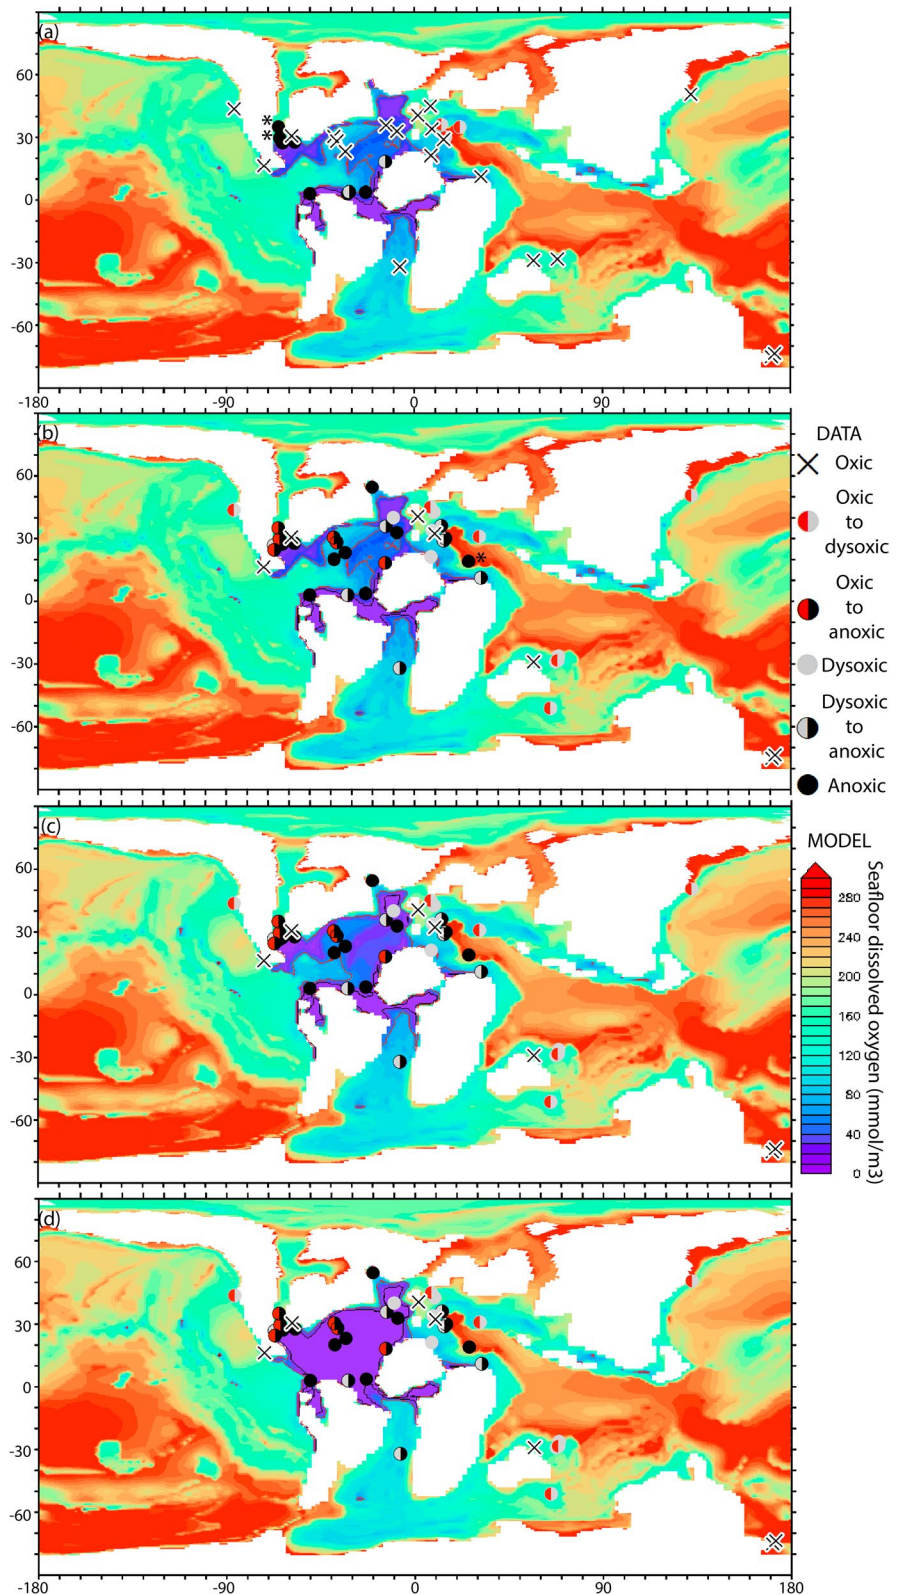 (a)
60
30
0
-30
-60
-180
-90
0
90
*
*
(b)
60
30
0
-30
-60
*
DATA
Oxic
Oxic
to
dysoxic
Oxic
to
anoxic
Dysoxic
Dysoxic
to
anoxic
Anoxic
(c)
60
30
0
-30
-60
MODEL
280
240
200
160
120
80
40
0
Seafloor dissolved oxygen (mmol/m3)
(d)
60
30
0
-30
-60
-180
-90
0
90
180